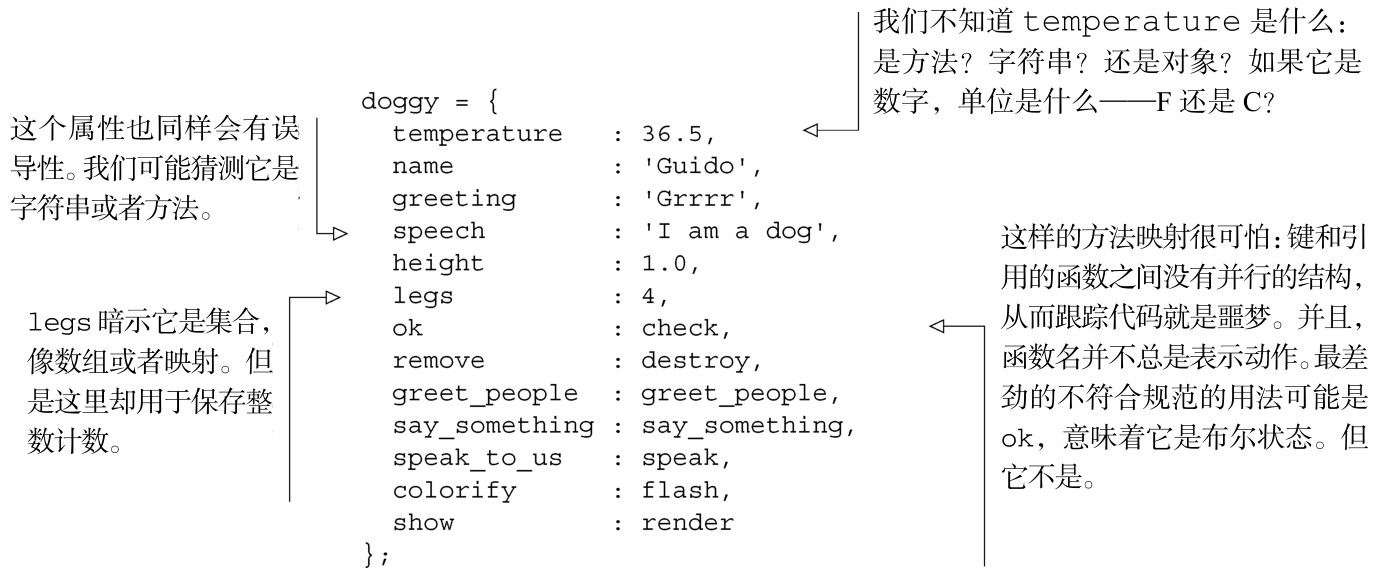 我们不知道 temperature 是什么：
是方法？字符串？还是对象？如果它是
数字，单位是什么——F 还是 C？
这个属性也同样会有误
导性。我们可能猜测它是
字符串或者方法。
doggy = {
temperature : 36.5,
name : 'Guido',
greeting : 'Grrrr',
speech : 'I am a dog',
height : 1.0,
legs : 4,
ok : check,
remove : destroy,
greet_people : greet_people,
say_something : say_something,
speak_to_us : speak,
colorify : flash,
show : render
};
legs 暗示它是集合，
像数组或者映射。但
是这里却用于保存整
数计数。
这样的方法映射很可怕：键和引
用的函数之间没有并行的结构，
从而跟踪代码就是噩梦。并且，
函数名并不总是表示动作。最差
劲的不符合规范的用法可能是
ok，意味着它是布尔状态。但
它不是。